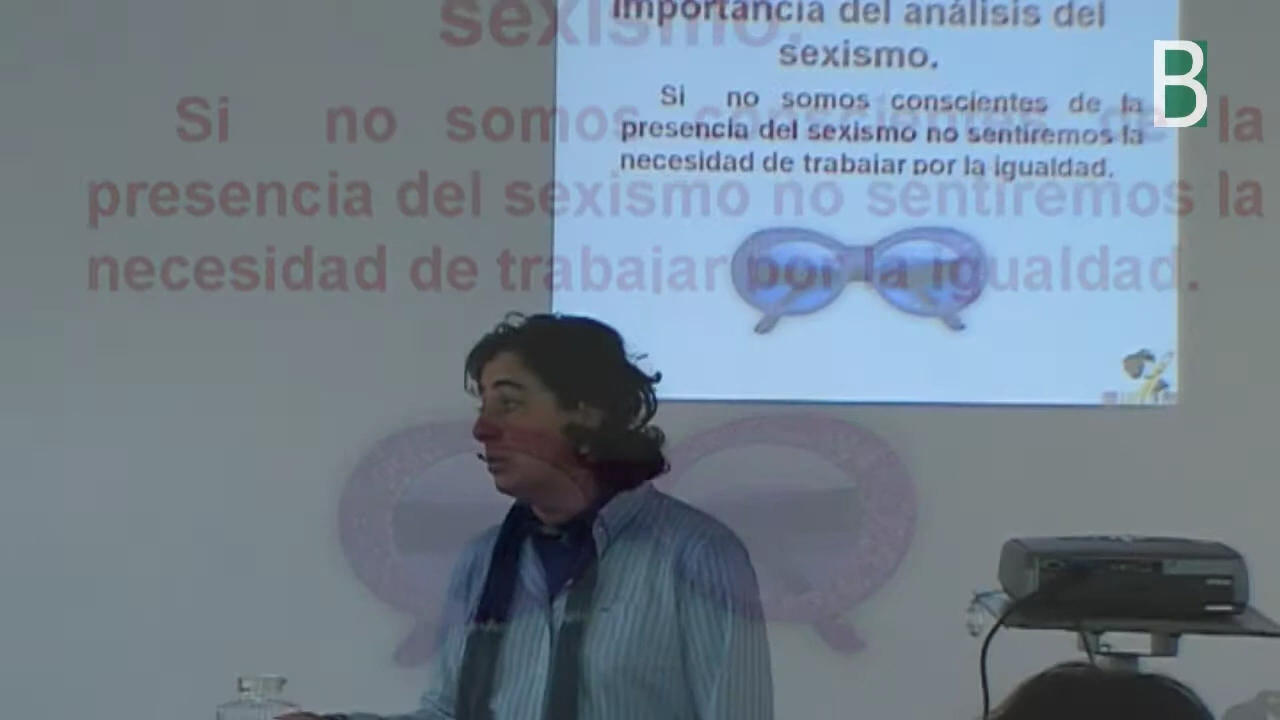 sexismo.
Si no somos conscientes de la
presencia del sexismo no sentiremos la
necesidad de trabajar por la igualdad.
Importancia del análisis del
sexismo.
Si no somos conscientes de la
presencia del sexismo no sentiremos la
necesidad de trabajar por la igualdad.
B